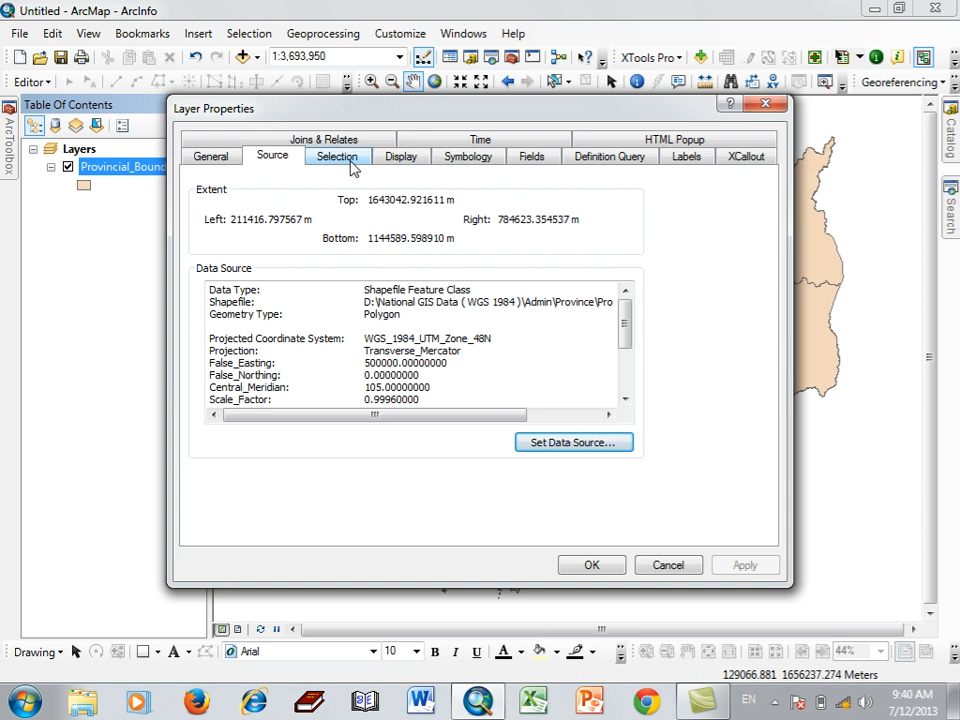 Untitled - ArcMap - ArcInfo
File Edit View Bookmarks Insert Selection Geoprocessing Customize Windows Help
1:3,693,950 XTools Pro
Editor Georeferencing
Table Of Contents
ArcToolbox
Layers
Provincial_Bound
Catalog
Search
Layer Properties
Joins & Relates Time HTML Popup
General Source Selection Display Symbology Fields Definition Query Labels XCallout
Extent
Top: 1643042.921611 m
Left: 211416.797567 m Right: 784623.354537 m
Bottom: 1144589.598910 m
Data Source
Data Type: Shapefile Feature Class
Shapefile: D:\National GIS Data ( WGS 1984 )\Admin\Province\Pro
Geometry Type: Polygon
Projected Coordinate System: WGS_1984_UTM_Zone_48N
Projection: Transverse_Mercator
False_Easting: 500000.00000000
False_Northing: 0.00000000
Central_Meridian: 105.00000000
Scale_Factor: 0.99960000
Set Data Source...
OK Cancel Apply
Drawing A Arial 10 B I U A 44%
129066.881 1656237.274 Meters
EN 9:40 AM
7/12/2013